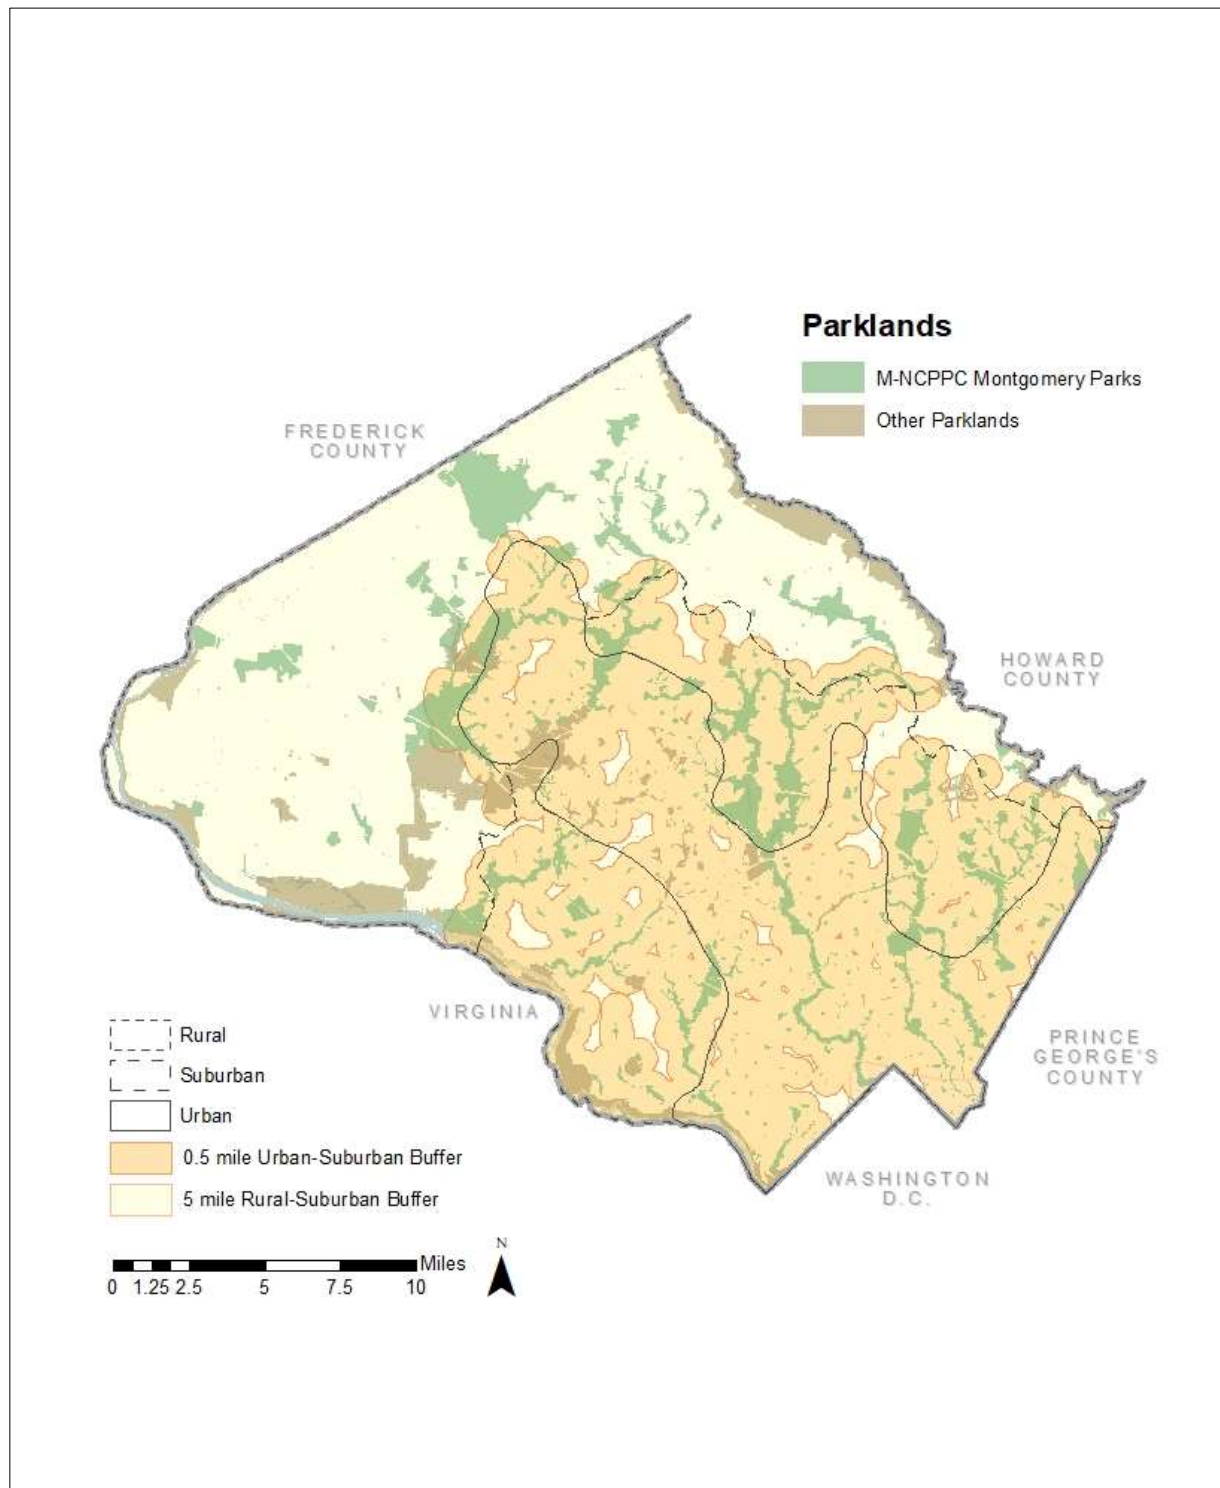 Parklands
M-NCPPC Montgomery Parks
Other Parklands
FREDERICK
COUNTY
HOWARD
COUNTY
VIRGINIA
PRINCE
GEORGE'S
COUNTY
WASHINGTON
D.C.
Rural
Suburban
Urban
0.5 mile Urban-Suburban Buffer
5 mile Rural-Suburban Buffer
Miles
0 1.25 2.5 5 7.5 10
N